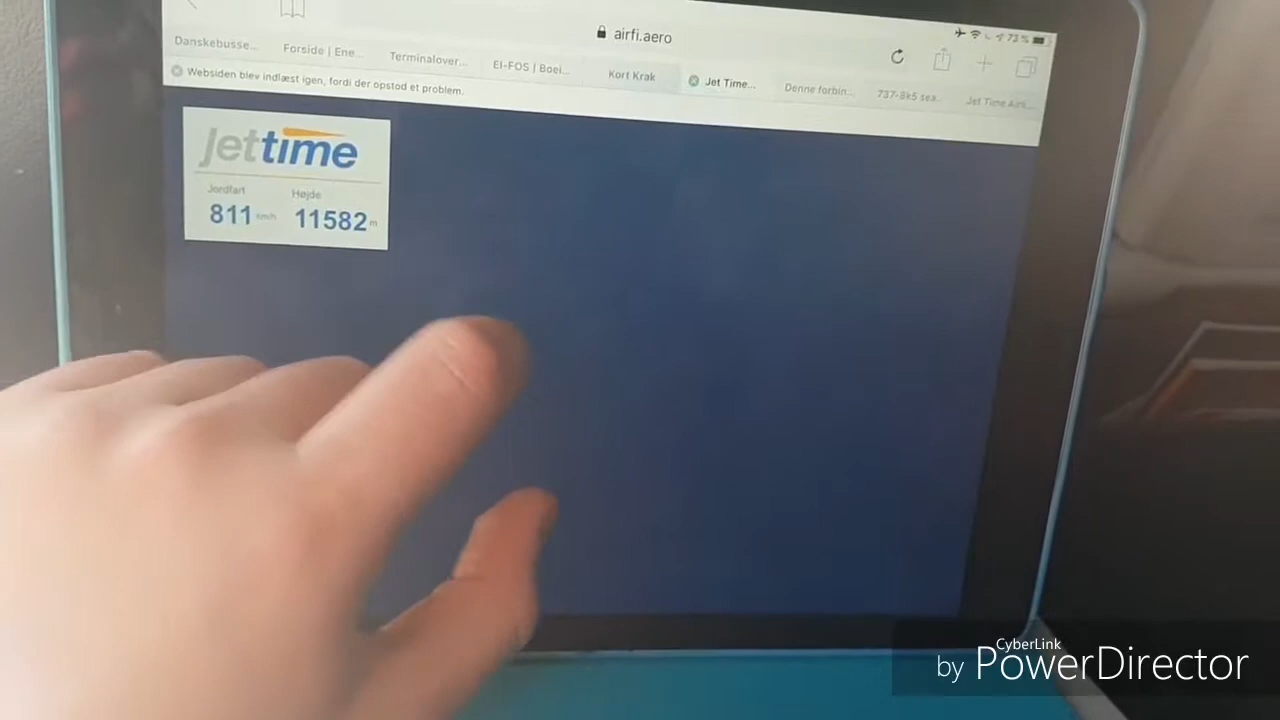 airfi.aero
73 %
Danskebusse...
Forside | Ene...
Terminalover...
EI-FOS | Boei...
Kort Krak
Jet Time...
Denne forbin...
737-8k5 sea...
Jet Time Airli...
Websiden blev indlæst igen, fordi der opstod et problem.
Jettime
Jordfart
Højde
811 km/h
11582 m
CyberLink
by PowerDirector